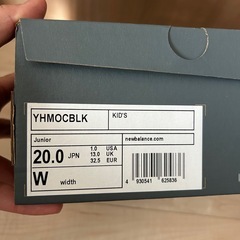 YHMOCBLK KID'S
Junior newbalance.com
20.0 JPN 1.0 USA
13.0 UK
32.5 EUR
W width
4 930541 625836